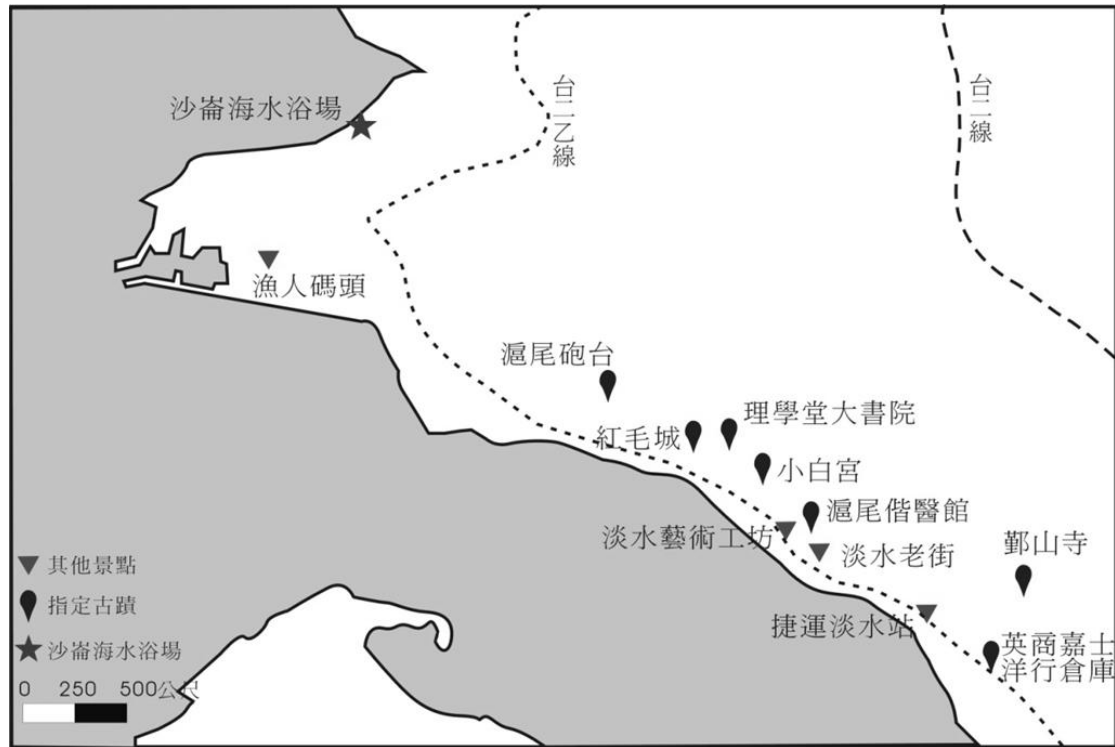 沙崙海水浴場
台二乙線
台二線
漁人碼頭
滬尾砲台
理學堂大書院
紅毛城
小白宮
滬尾偕醫館
淡水藝術工坊
淡水老街
鄞山寺
捷運淡水站
英商嘉士
洋行倉庫
其他景點
指定古蹟
沙崙海水浴場
0 250 500公尺